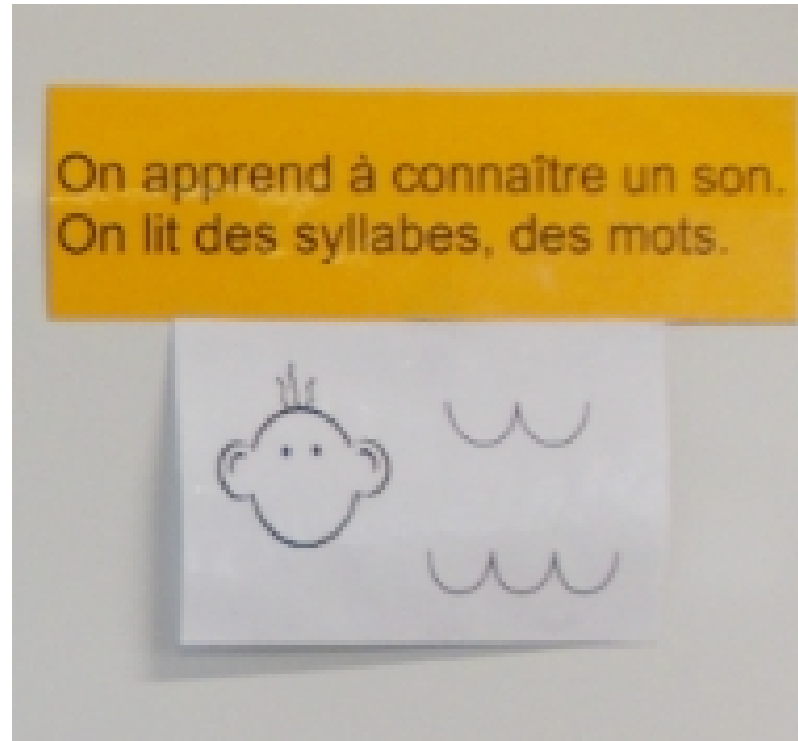 On apprend à connaître un son.
On lit des syllabes, des mots.